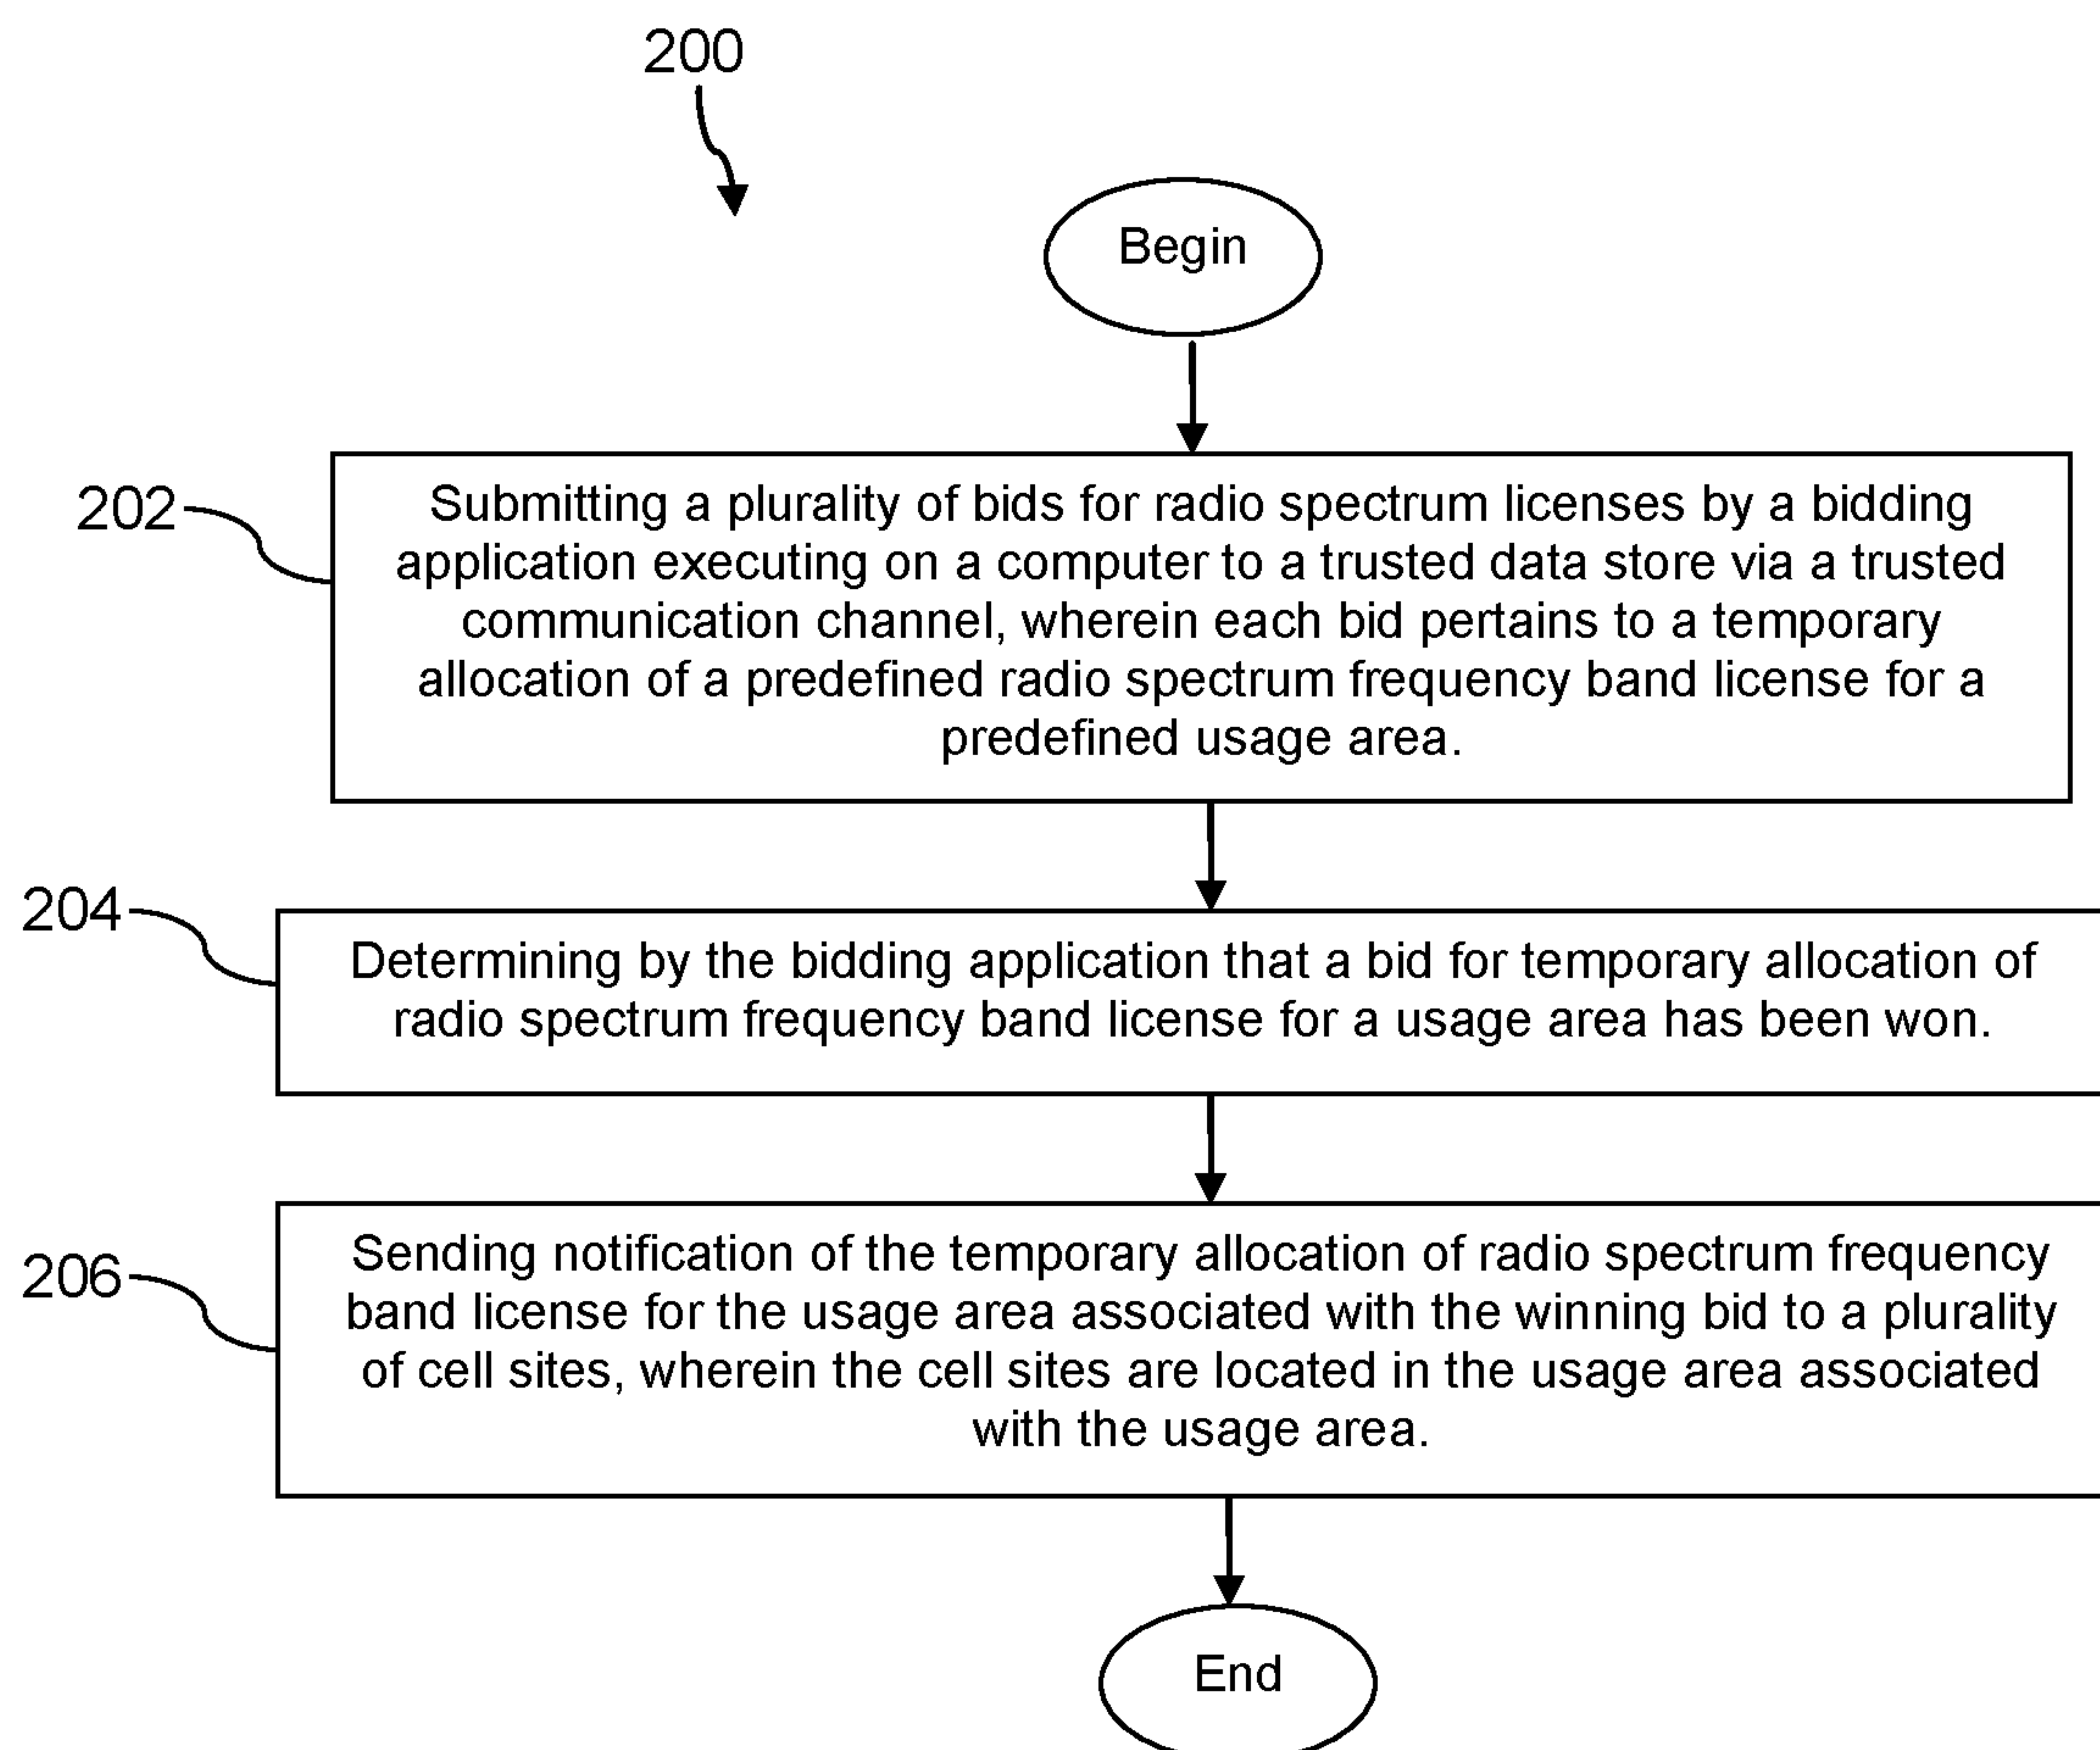 200
Begin
202
Submitting a plurality of bids for radio spectrum licenses by a bidding
application executing on a computer to a trusted data store via a trusted
communication channel, wherein each bid pertains to a temporary
allocation of a predefined radio spectrum frequency band license for a
predefined usage area.
204
Determining by the bidding application that a bid for temporary allocation of
radio spectrum frequency band license for a usage area has been won.
206
Sending notification of the temporary allocation of radio spectrum frequency
band license for the usage area associated with the winning bid to a plurality
of cell sites, wherein the cell sites are located in the usage area associated
with the usage area.
End